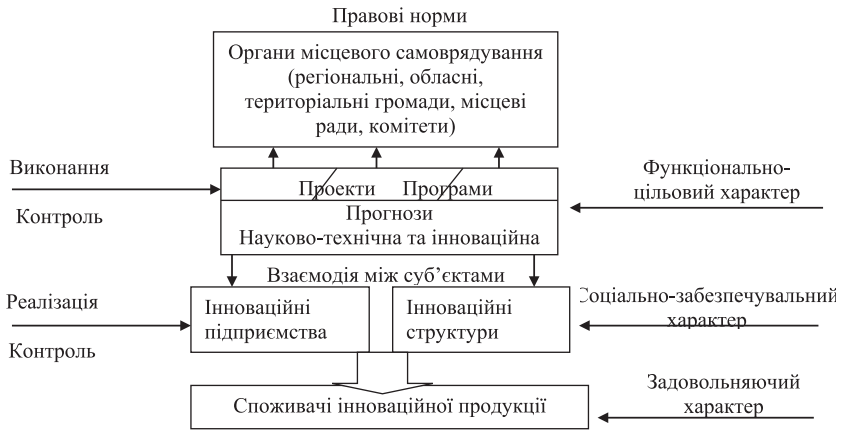 Правові норми
Органи місцевого самоврядування
(регіональні, обласні,
територіальні громади, місцеві
ради, комітети)
Виконання
Контроль
Проекти Програми
Прогнози
Науково-технічна та інноваційна
Функціонально-
цільовий характер
Взаємодія між суб’єктами
Реалізація
Контроль
Інноваційні
підприємства
Інноваційні
структури
Соціально-забезпечувальний
характер
Споживачі інноваційної продукції
Задовольняючий
характер